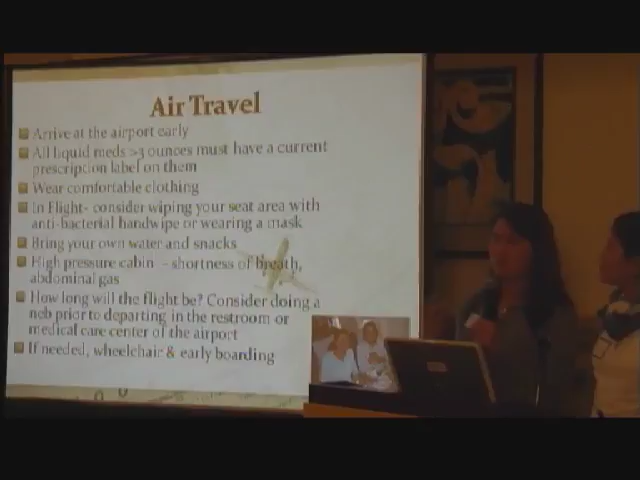 Air Travel
Arrive at the airport early
All liquid meds >3 ounces must have a current
prescription label on them
Wear comfortable clothing
In Flight- consider wiping your seat area with
anti-bacterial handwipe or wearing a mask
Bring your own water and snacks
High pressure cabin - shortness of breath,
abdominal gas
How long will the flight be? Consider doing a
neb prior to departing in the restroom or
medical care center of the airport
If needed, wheelchair & early boarding